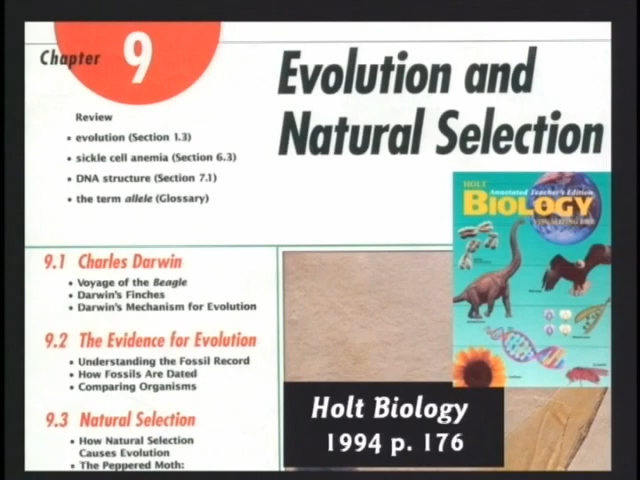 Chapter 9
Evolution and
Natural Selection
Review
• evolution (Section 1.3)
• sickle cell anemia (Section 6.3)
• DNA structure (Section 7.1)
• the term allele (Glossary)
HOLT
Annotated Teacher's Edition
BIOLOGY
9.1 Charles Darwin
• Voyage of the Beagle
• Darwin's Finches
• Darwin's Mechanism for Evolution
9.2 The Evidence for Evolution
• Understanding the Fossil Record
• How Fossils Are Dated
• Comparing Organisms
9.3 Natural Selection
• How Natural Selection
Causes Evolution
• The Peppered Moth:
Holt Biology
1994 p. 176